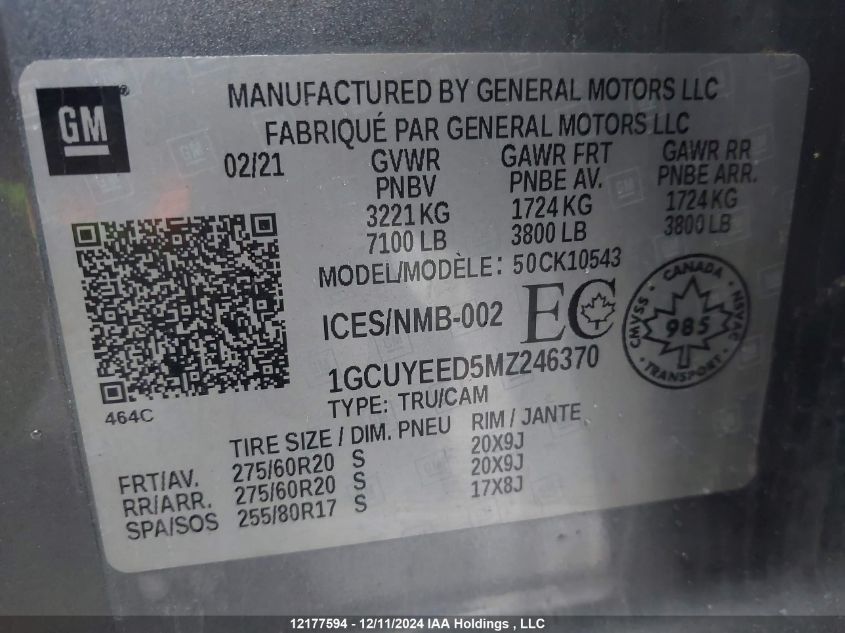 GM
MANUFACTURED BY GENERAL MOTORS LLC
FABRIQUÉ PAR GENERAL MOTORS LLC
02/21 GVWR GAWR FRT GAWR RR
PNBV PNBE AV. PNBE ARR.
3221 KG 1724 KG 1724 KG
7100 LB 3800 LB 3800 LB
MODEL/MODÈLE: 50CK10543
ICES/NMB-002 EC
CANADA
CMVSS 985 NSVAC
TRANSPORT
1GCUYEED5MZ246370
TYPE: TRU/CAM
464C
TIRE SIZE / DIM. PNEU RIM / JANTE
FRT/AV. 275/60R20 S 20X9J
RR/ARR. 275/60R20 S 20X9J
SPA/SOS 255/80R17 S 17X8J
12177594 - 12/11/2024 IAA Holdings , LLC